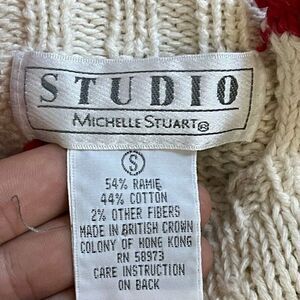 STUDIO
MICHELLE STUART®
S
54% RAMIE
44% COTTON
2% OTHER FIBERS
MADE IN BRITISH CROWN
COLONY OF HONG KONG
RN 58973
CARE INSTRUCTION
ON BACK